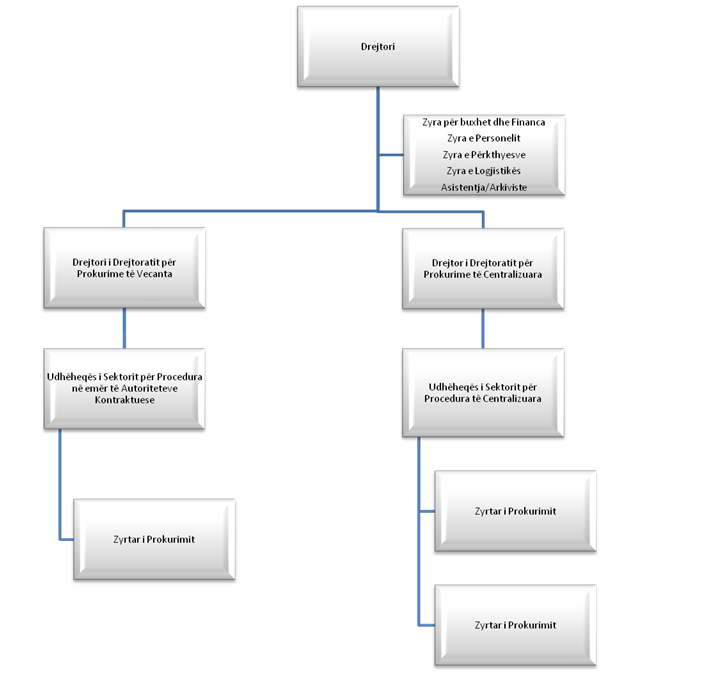 Drejtori
Zyra për buxhet dhe Financa
Zyra e Personelit
Zyra e Përkthyesve
Zyra e Logjistikës
Asistentja/Arkiviste
Drejtori i Drejtoratit për
Prokurime të Vecanta
Drejtor i Drejtoratit për
Prokurime të Centralizuara
Udhëheqës i Sektorit për Procedura
në emër të Autoriteteve
Kontraktuese
Udhëheqës i Sektorit për
Procedura të Centralizuara
Zyrtar i Prokurimit
Zyrtar i Prokurimit
Zyrtar i Prokurimit